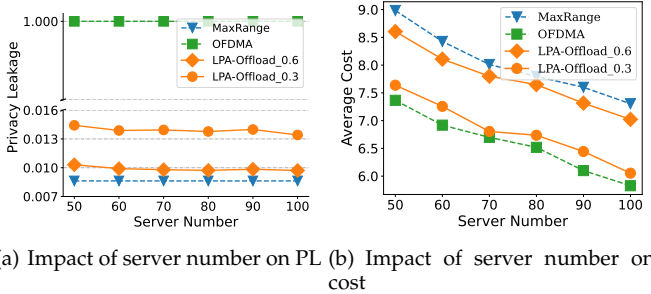 Privacy Leakage
1.000
0.016
0.013
0.010
0.007
50 60 70 80 90 100
Server Number
MaxRange
OFDMA
LPA-Offload_0.6
LPA-Offload_0.3
Average Cost
9.0
8.5
8.0
7.5
7.0
6.5
6.0
50 60 70 80 90 100
Server Number
MaxRange
OFDMA
LPA-Offload_0.6
LPA-Offload_0.3
a) Impact of server number on PL
(b) Impact of server number on
cost